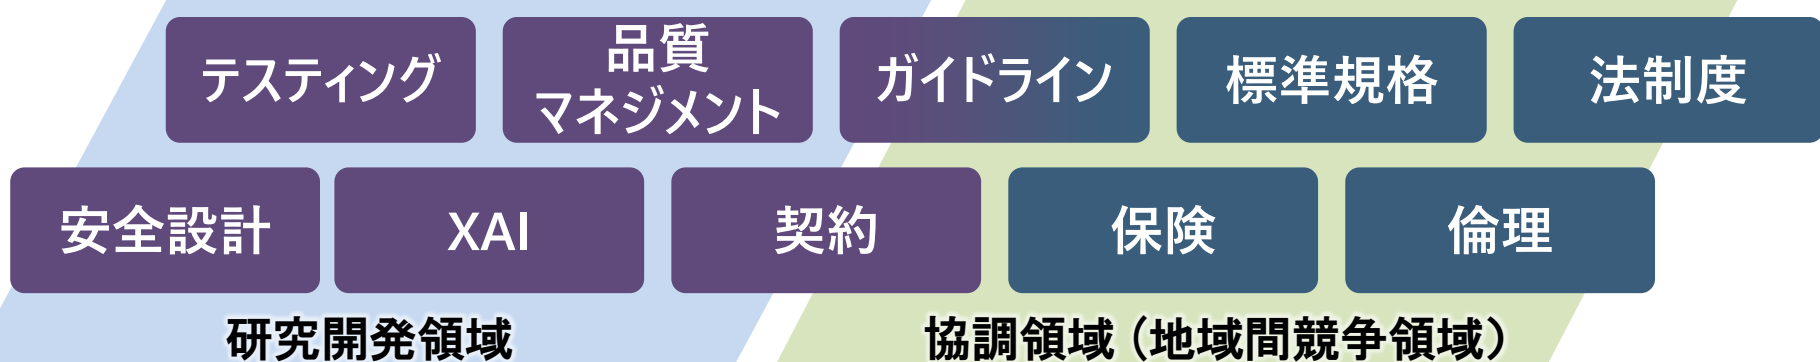 テスティング
品質
マネジメント
ガイドライン
標準規格
法制度
安全設計
XAI
契約
保険
倫理
研究開発領域
協調領域（地域間競争領域）